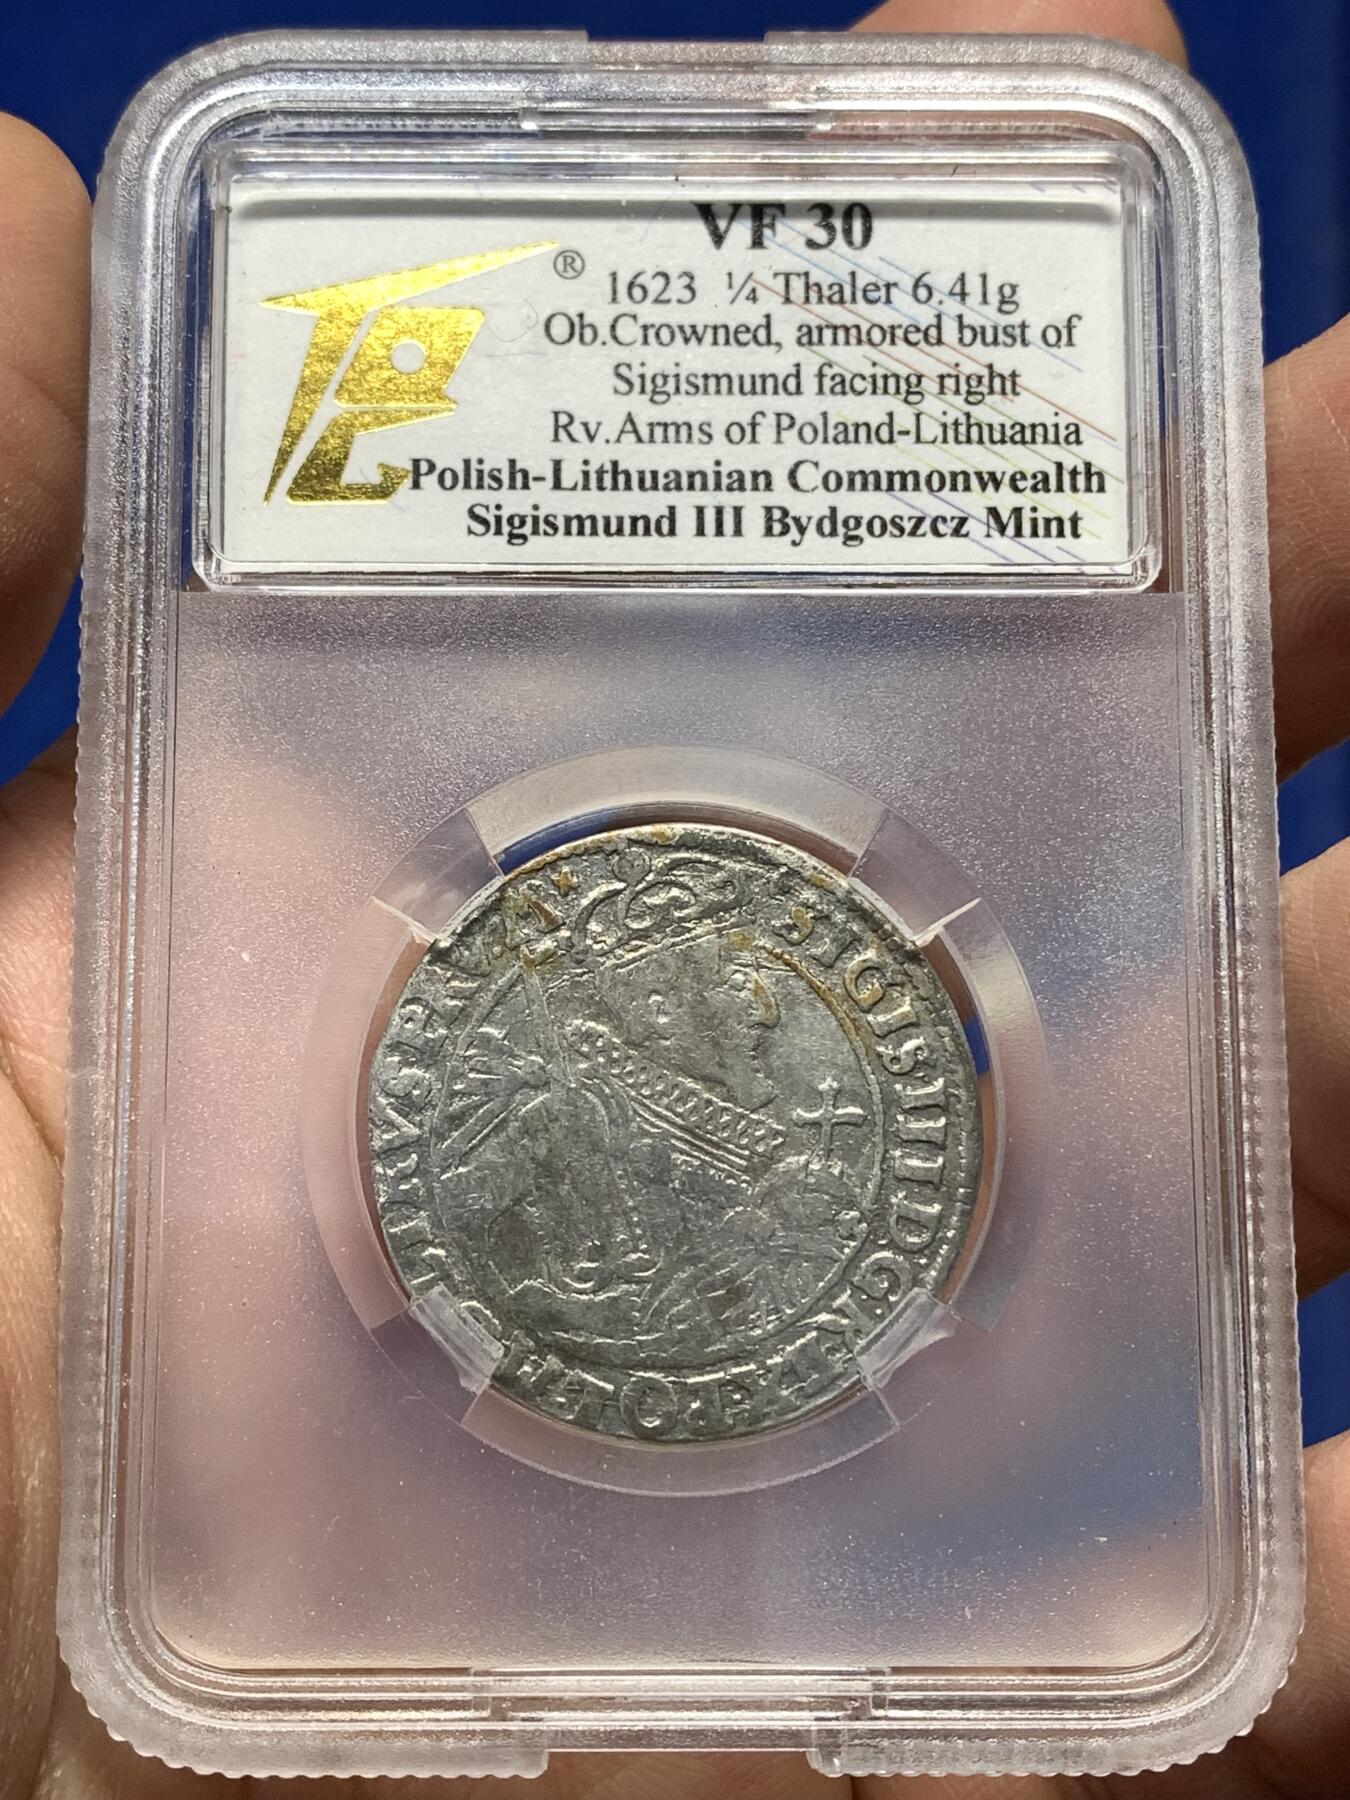 VF 30
®
1623 ¼ Thaler 6.41g
Ob.Crowned, armored bust of
Sigismund facing right
Rv.Arms of Poland-Lithuania
Polish-Lithuanian Commonwealth
Sigismund III Bydgoszcz Mint
SIGIS III D:G:R